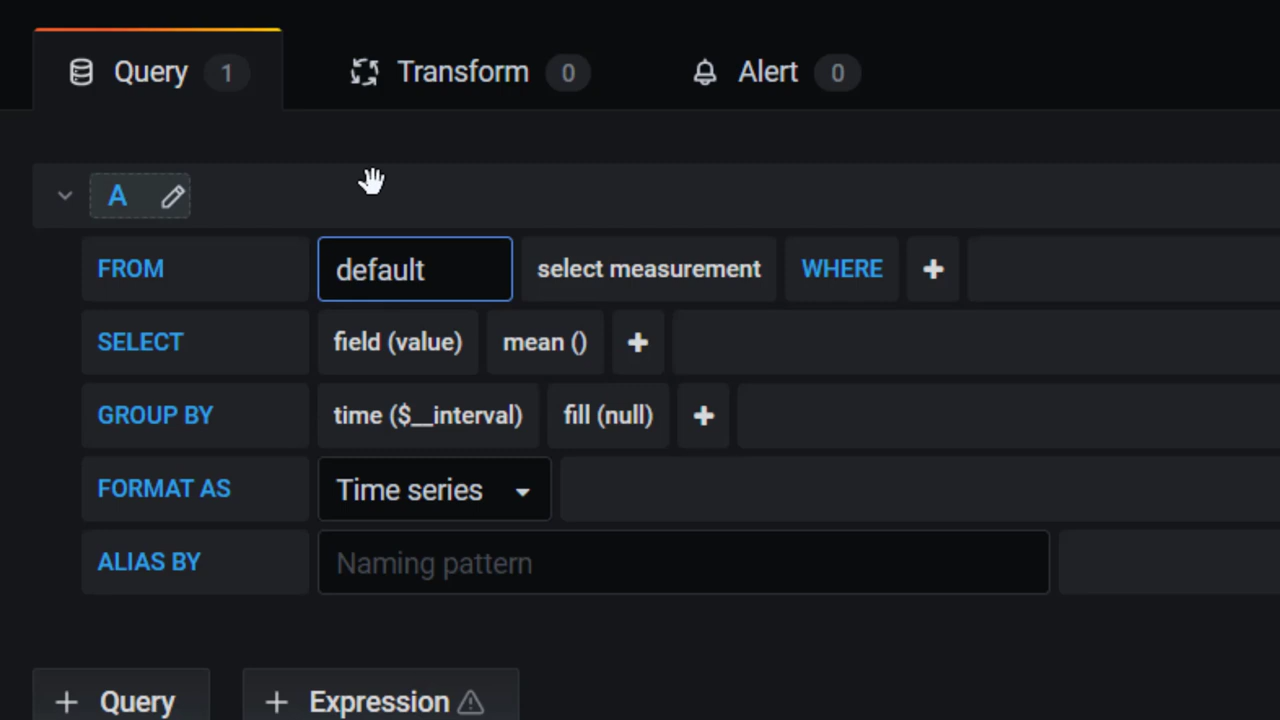 Query 1 Transform 0 Alert 0
A
FROM default select measurement WHERE +
SELECT field (value) mean () +
GROUP BY time ($__interval) fill (null) +
FORMAT AS Time series
ALIAS BY Naming pattern
+ Query + Expression